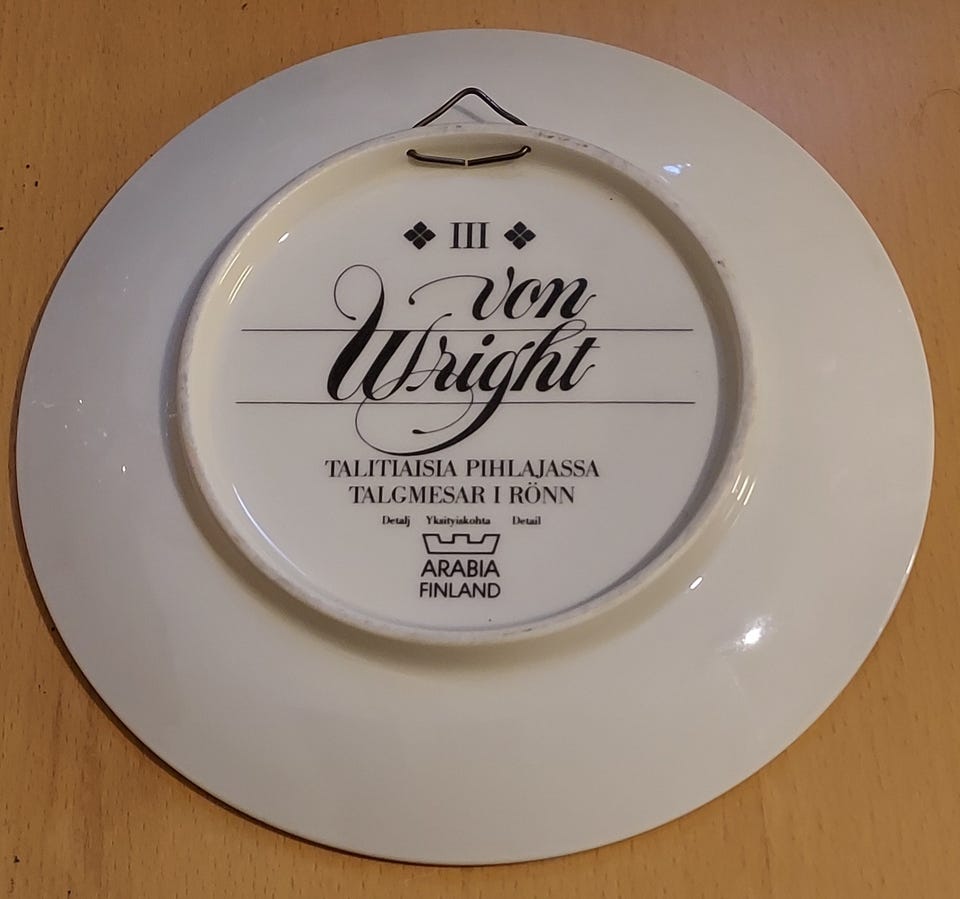 III
von
Wright
TALITIAISIA PIHLAJASSA
TALGMESAR I RÖNN
Detalj Yksityiskohta Detail
ARABIA
FINLAND